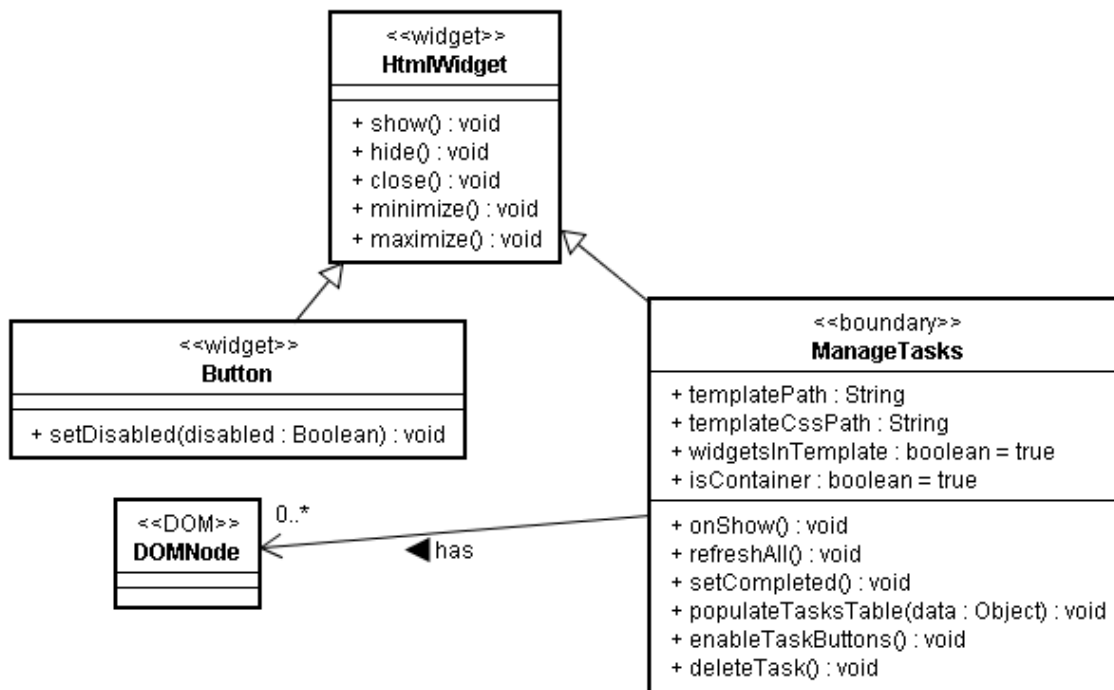 <<widget>>
HtmlWidget
+ show() : void
+ hide() : void
+ close() : void
+ minimize() : void
+ maximize() : void
<<widget>>
Button
+ setDisabled(disabled : Boolean) : void
<<boundary>>
ManageTasks
+ templatePath : String
+ templateCssPath : String
+ widgetsInTemplate : boolean = true
+ isContainer : boolean = true
+ onShow() : void
+ refreshAll() : void
+ setCompleted() : void
+ populateTasksTable(data : Object) : void
+ enableTaskButtons() : void
+ deleteTask() : void
<<DOM>>
DOMNode
0..*
has